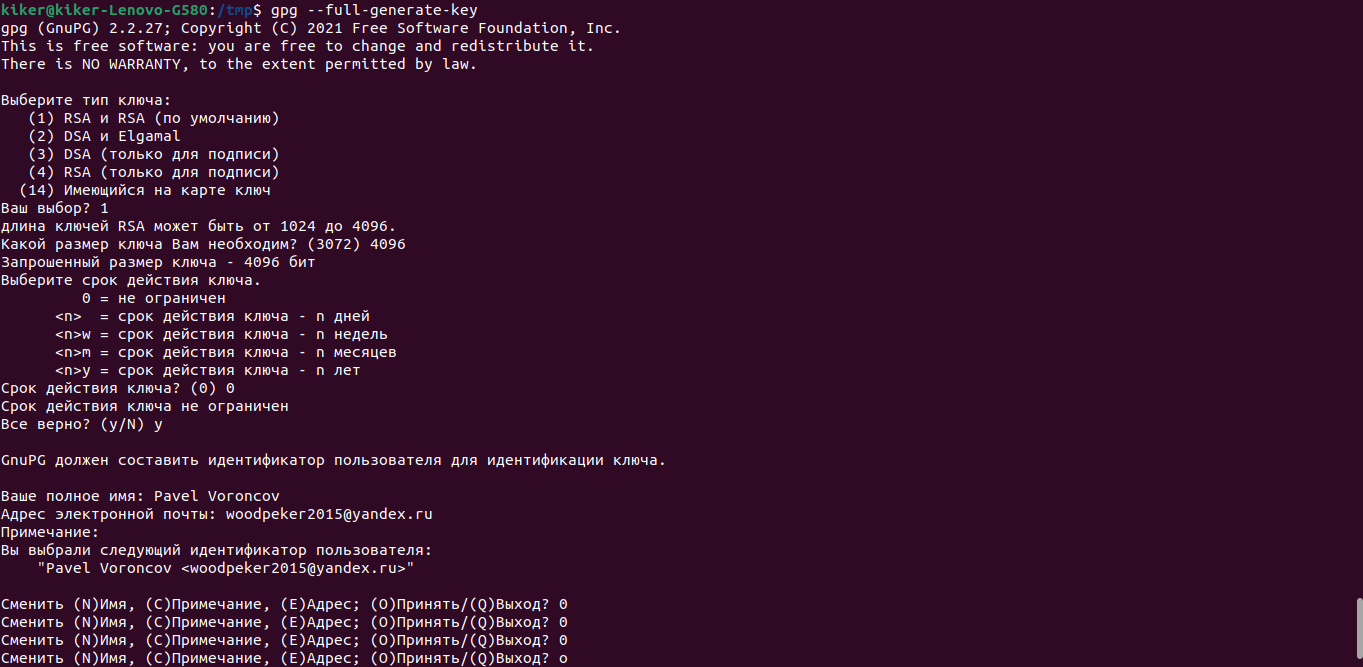 kiker@kiker-Lenovo-G580:/tmp$ gpg --full-generate-key
gpg (GnuPG) 2.2.27; Copyright (C) 2021 Free Software Foundation, Inc.
This is free software: you are free to change and redistribute it.
There is NO WARRANTY, to the extent permitted by law.

Выберите тип ключа:
   (1) RSA и RSA (по умолчанию)
   (2) DSA и Elgamal
   (3) DSA (только для подписи)
   (4) RSA (только для подписи)
  (14) Имеющийся на карте ключ
Ваш выбор? 1
длина ключей RSA может быть от 1024 до 4096.
Какой размер ключа Вам необходим? (3072) 4096
Запрошенный размер ключа - 4096 бит
Выберите срок действия ключа.
         0 = не ограничен
      <n>  = срок действия ключа - n дней
      <n>w = срок действия ключа - n недель
      <n>m = срок действия ключа - n месяцев
      <n>y = срок действия ключа - n лет
Срок действия ключа? (0) 0
Срок действия ключа не ограничен
Все верно? (y/N) y

GnuPG должен составить идентификатор пользователя для идентификации ключа.

Ваше полное имя: Pavel Voroncov
Адрес электронной почты: woodpeker2015@yandex.ru
Примечание:
Вы выбрали следующий идентификатор пользователя:
    "Pavel Voroncov <woodpeker2015@yandex.ru>"

Сменить (N)Имя, (C)Примечание, (E)Адрес; (O)Принять/(Q)Выход? 0
Сменить (N)Имя, (C)Примечание, (E)Адрес; (O)Принять/(Q)Выход? 0
Сменить (N)Имя, (C)Примечание, (E)Адрес; (O)Принять/(Q)Выход? 0
Сменить (N)Имя, (C)Примечание, (E)Адрес; (O)Принять/(Q)Выход? o